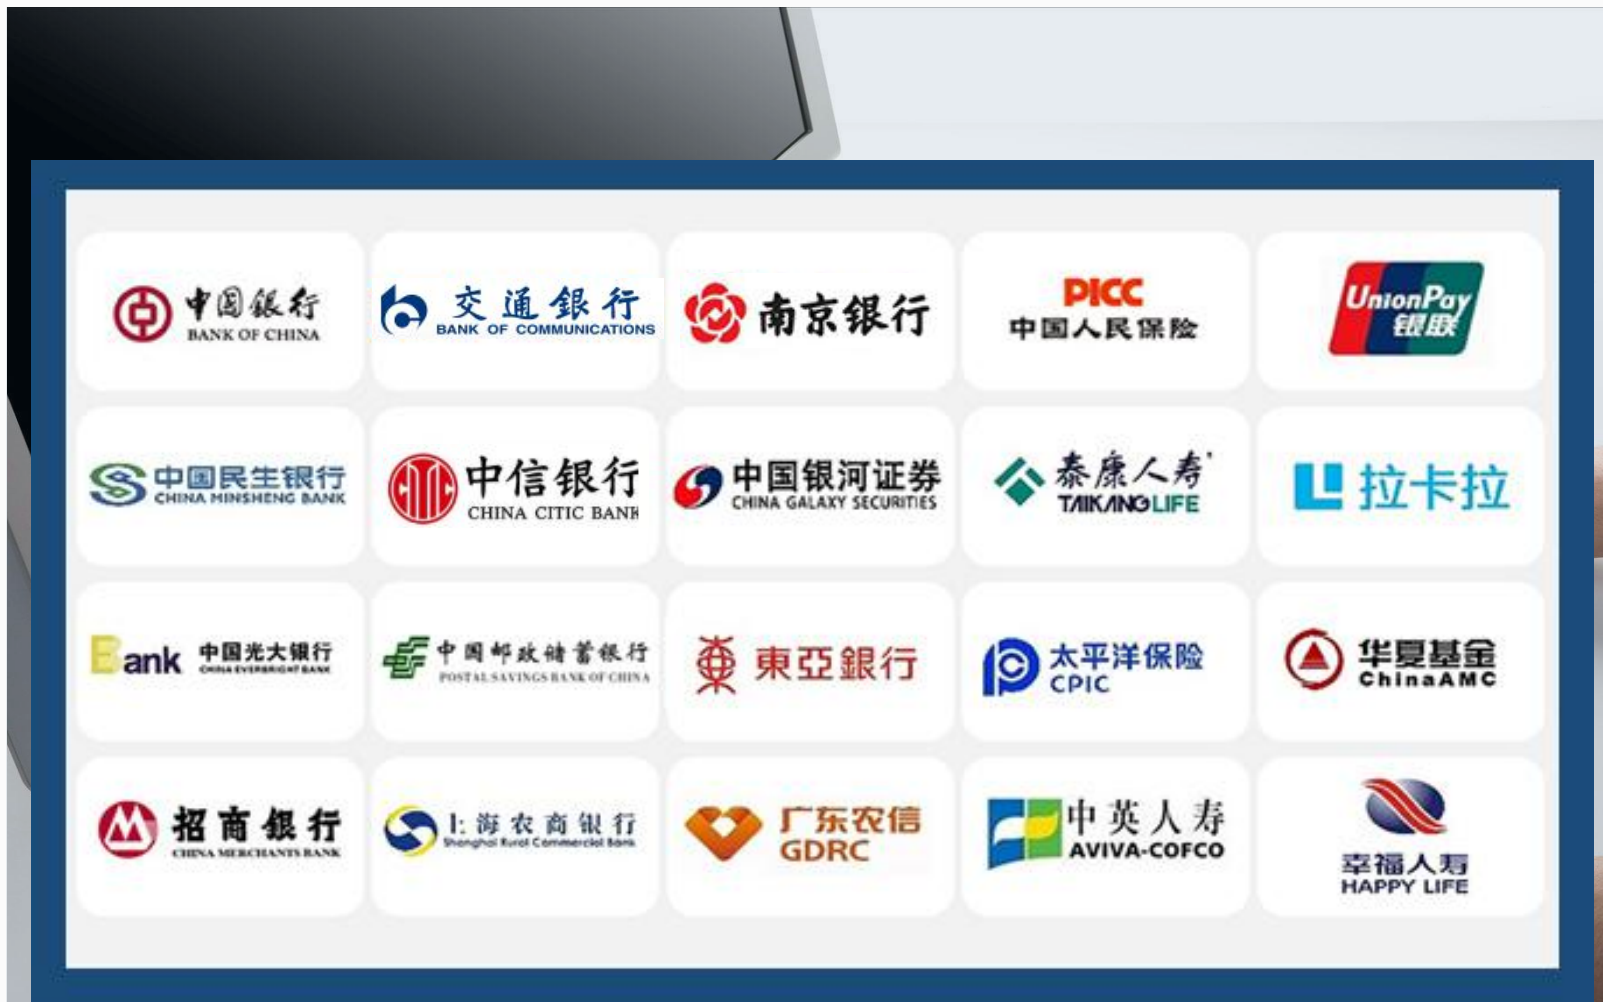 中国銀行
BANK OF CHINA
交通銀行
BANK OF COMMUNICATIONS
南京银行
PICC
中国人民保险
UnionPay
银联
中国民生银行
CHINA MINSHENG BANK
中信银行
CHINA CITIC BANK
中国银河证券
CHINA GALAXY SECURITIES
泰康人寿
TAIKANGLIFE
拉卡拉
Bank
中国光大银行
CHINA EVERBRIGHT BANK
中国邮政储蓄银行
POSTAL SAVINGS BANK OF CHINA
東亞銀行
太平洋保险
CPIC
华夏基金
ChinaAMC
招商银行
CHINA MERCHANTS BANK
上海农商银行
Shanghai Rural Commercial Bank
广东农信
GDRC
中英人寿
AVIVA-COFCO
幸福人寿
HAPPY LIFE